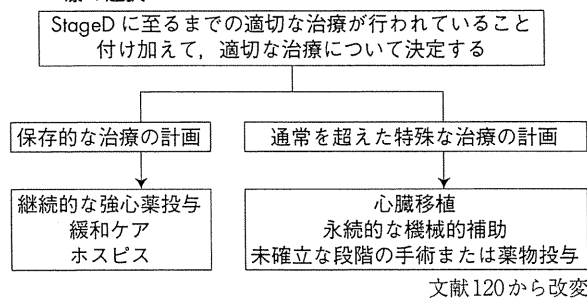 StageDに至るまでの適切な治療が行われていること
付け加えて，適切な治療について決定する
保存的な治療の計画
通常を超えた特殊な治療の計画
継続的な強心薬投与
緩和ケア
ホスピス
心臓移植
永続的な機械的補助
未確立な段階の手術または薬物投与
文献120から改変